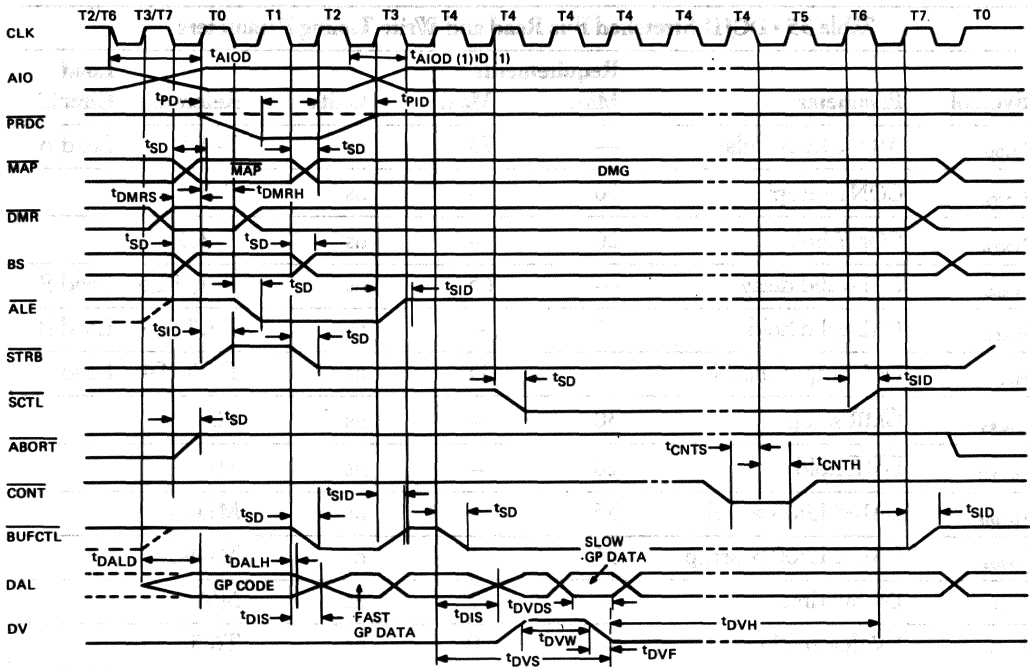 T2/T6 T3/T7 T0 T1 T2 T3 T4 T4 T4 T4 T4 T4 T5 T6 T7. T0
CLK
tAIOD tAIOD (1)ID (1)
AIO
tPD tPID
PRDC
tSD tSD
MAP MAP DMG
tDMRS tDMRH
DMR
tSD tSD
BS
tSD tSID
ALE
tSID tSD
STRB
tSD tSID
SCTL
tSD
ABORT
tCNTS tCNTH
CONT
tSID
tSD tSD tSID
BUFCTL
SLOW
GP DATA
tDALD tDALH
DAL GP CODE
FAST
GP DATA
tDIS tDIS tDVDS
DV
tDVW tDVH
tDVF
tDVS